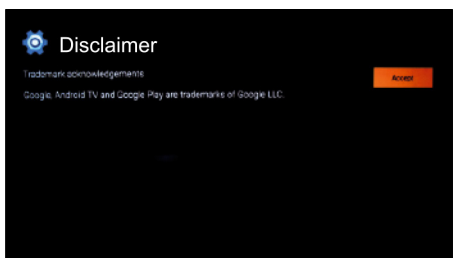 Disclaimer
Trademark acknowledgements
Accept
Google, Android TV and Google Play are trademarks of Google LLC.